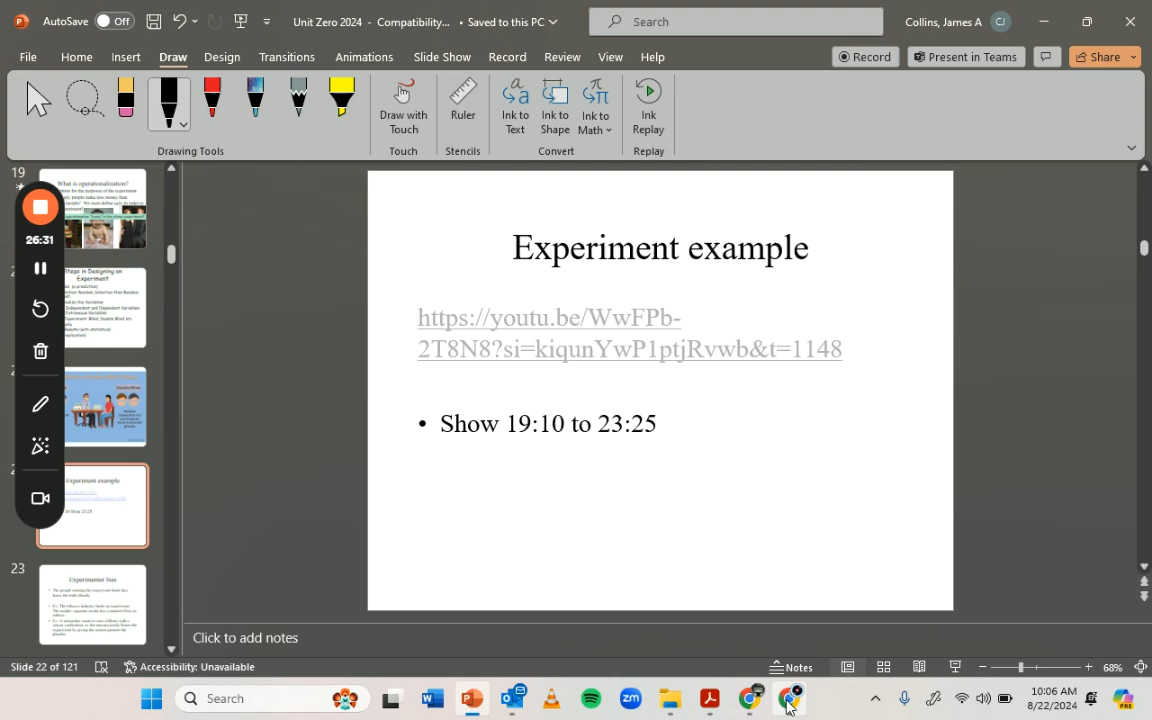 AutoSave Off Unit Zero 2024 - Compatibility... • Saved to this PC Search Collins, James A CJ
File Home Insert Draw Design Transitions Animations Slide Show Record Review View Help Record Present in Teams Share
Draw with Touch
Ruler
Ink to Text
Ink to Shape
Ink to Math
Ink Replay
Drawing Tools Touch Stencils Convert Replay
19
What is operationalization?
26:31
Steps in Designing an
Experiment
Experiment example
23
Experimenter bias
Experiment example
https://youtu.be/WwFPb-
2T8N8?si=kiqunYwP1ptjRvwb&t=1148
• Show 19:10 to 23:25
Click to add notes
Slide 22 of 121 Accessibility: Unavailable Notes 68%
Search
10:06 AM
8/22/2024
PRE